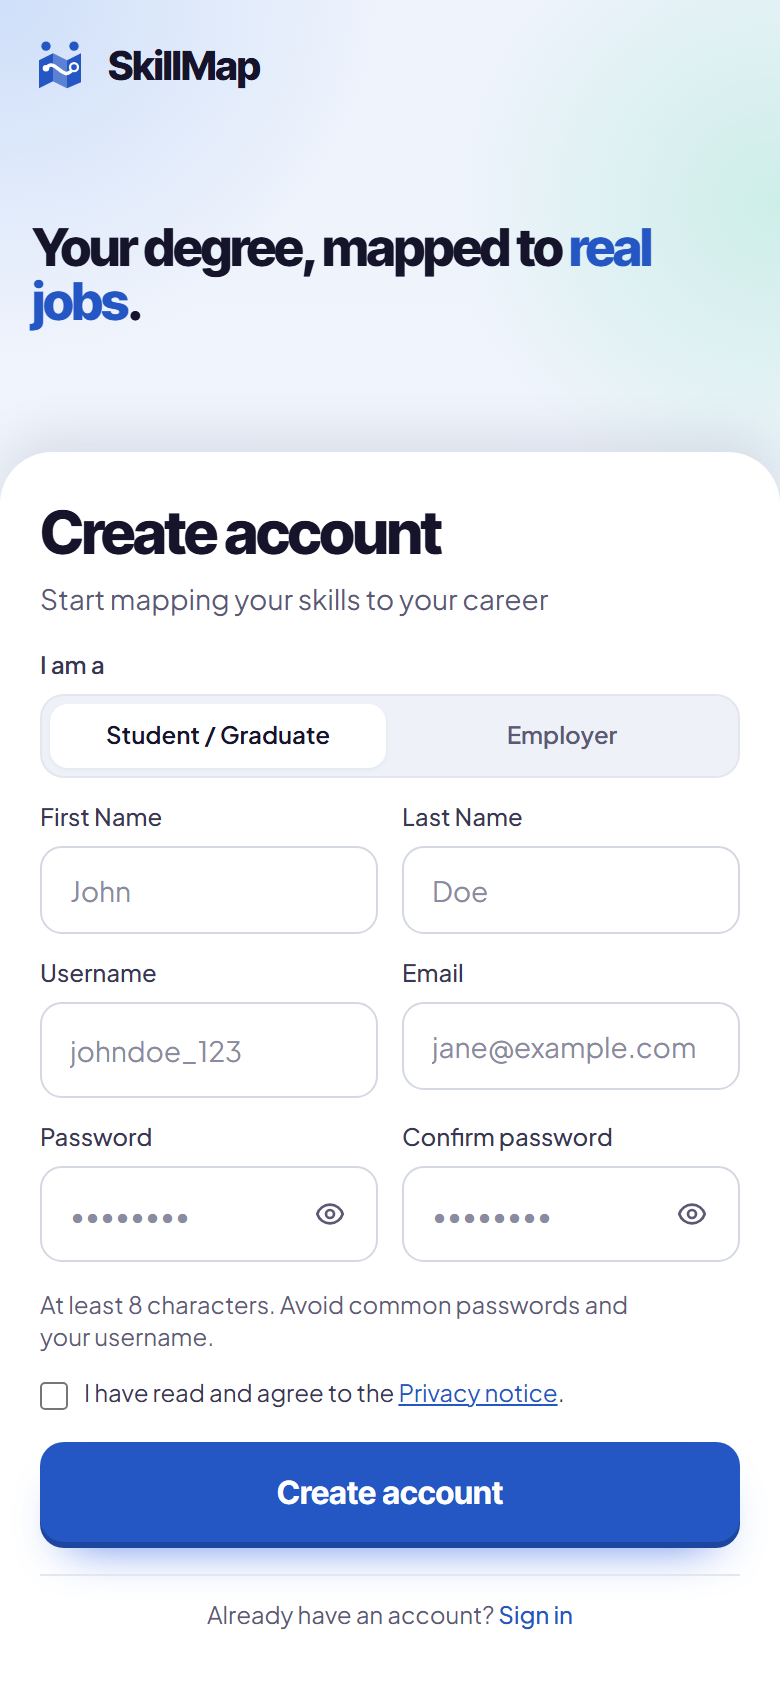 SkillMap
Your degree, mapped to real
jobs.
Create account
Start mapping your skills to your career
I am a
Student / Graduate
Employer
First Name
Last Name
John
Doe
Username
Email
johndoe_123
jane@example.com
Password
Confirm password
••••••••
••••••••
At least 8 characters. Avoid common passwords and
your username.
I have read and agree to the Privacy notice.
Create account
Already have an account? Sign in